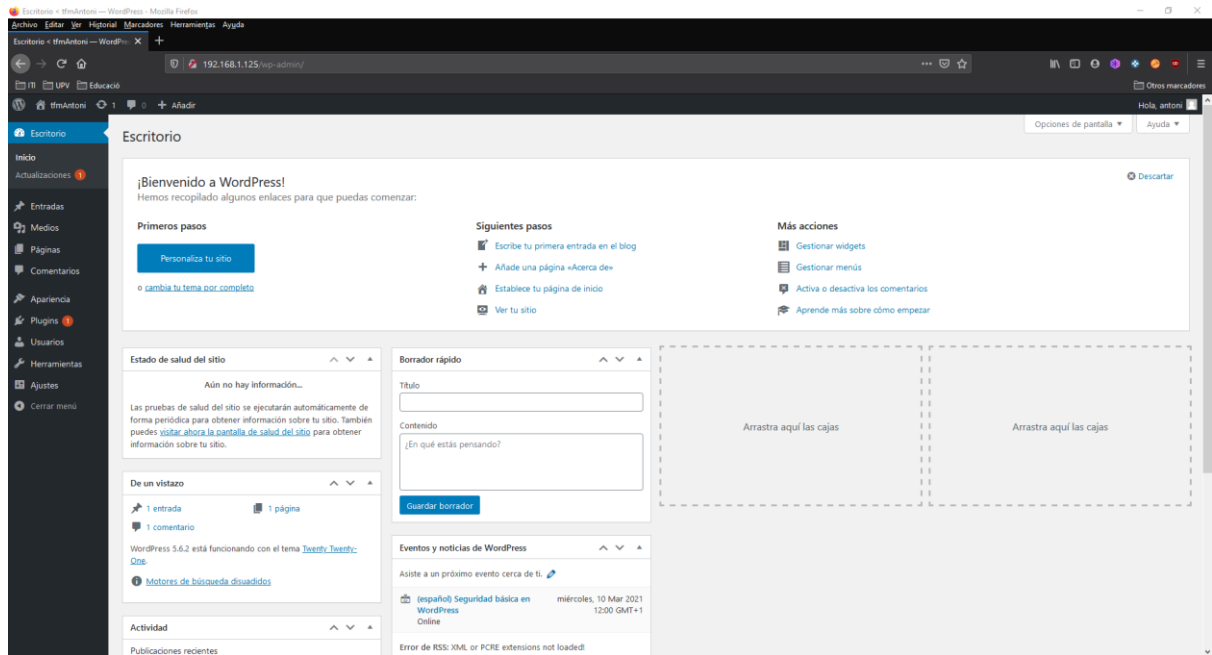 Escritorio < tfmAntoni — WordPress - Mozilla Firefox
Archivo Editar Ver Historial Marcadores Herramientas Ayuda
Escritorio < tfmAntoni — WordPre
192.168.1.125/wp-admin/
ITI UPV Educació
Otros marcadores
tfmAntoni 1 0 Añadir
Hola, antoni
Escritorio
Inicio
Actualizaciones 1
Entradas
Medios
Páginas
Comentarios
Apariencia
Plugins 1
Usuarios
Herramientas
Ajustes
Cerrar menú
Opciones de pantalla
Ayuda
Escritorio
¡Bienvenido a WordPress!
Descartar
Hemos recopilado algunos enlaces para que puedas comenzar:
Primeros pasos
Personaliza tu sitio
o cambia tu tema por completo
Siguientes pasos
Escribe tu primera entrada en el blog
Añade una página «Acerca de»
Establece tu página de inicio
Ver tu sitio
Más acciones
Gestionar widgets
Gestionar menús
Activa o desactiva los comentarios
Aprende más sobre cómo empezar
Estado de salud del sitio
Aún no hay información...
Las pruebas de salud del sitio se ejecutarán automáticamente de
forma periódica para obtener información sobre tu sitio. También
puedes visitar ahora la pantalla de salud del sitio para obtener
información sobre tu sitio.
De un vistazo
1 entrada
1 página
1 comentario
WordPress 5.6.2 está funcionando con el tema Twenty Twenty-
One.
Motores de búsqueda disuadidos
Actividad
Publicaciones recientes
Borrador rápido
Título
Contenido
¿En qué estás pensando?
Guardar borrador
Eventos y noticias de WordPress
Asiste a un próximo evento cerca de ti.
(español) Seguridad básica en
WordPress
Online
miércoles, 10 Mar 2021
12:00 GMT+1
Error de RSS: XML or PCRE extensions not loaded!
Arrastra aquí las cajas
Arrastra aquí las cajas